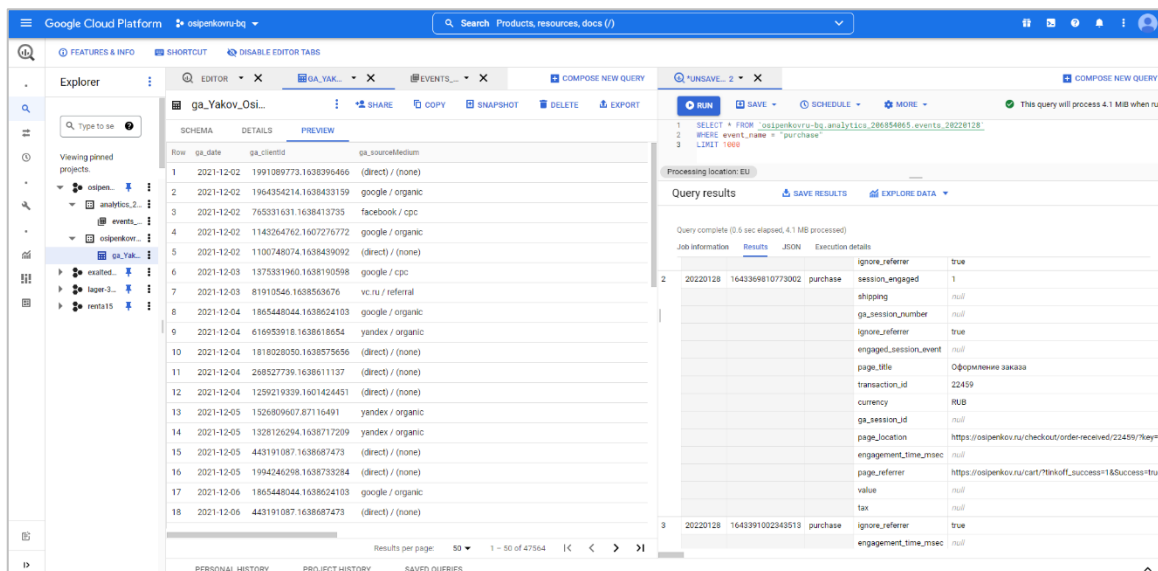 Google Cloud Platform osipenkovru-bq Search Products, resources, docs (/)
FEATURES & INFO SHORTCUT DISABLE EDITOR TABS
Explorer
Type to se
Viewing pinned
projects.
osipen...
analytics_2...
events_...
osipenkovr...
ga_Yak...
exalted...
lager-3...
renta15
EDITOR GA_YAK... EVENTS_... COMPOSE NEW QUERY
ga_Yakov_Osi... SHARE COPY SNAPSHOT DELETE EXPORT
SCHEMA DETAILS PREVIEW
Row ga_date ga_clientId ga_sourceMedium
1 2021-12-02 1991089773.1638396466 (direct) / (none)
2 2021-12-02 1964354214.1638433159 google / organic
3 2021-12-02 765331631.1638413735 facebook / cpc
4 2021-12-02 1143264762.1607276772 google / organic
5 2021-12-02 1100748074.1638439092 (direct) / (none)
6 2021-12-03 1375331960.1638190598 google / cpc
7 2021-12-03 81910546.1638563676 vc.ru / referral
8 2021-12-04 1865448044.1638624103 google / organic
9 2021-12-04 616953918.1638618654 yandex / organic
10 2021-12-04 1818028050.1638575656 (direct) / (none)
11 2021-12-04 268527739.1638611137 (direct) / (none)
12 2021-12-04 1259219339.1601424451 (direct) / (none)
13 2021-12-05 1526809607.87116491 yandex / organic
14 2021-12-05 1328126294.1638717209 yandex / organic
15 2021-12-05 443191087.1638687473 (direct) / (none)
16 2021-12-05 1994246298.1638733284 (direct) / (none)
17 2021-12-06 1865448044.1638624103 google / organic
18 2021-12-06 443191087.1638687473 (direct) / (none)
Results per page: 50 1 – 50 of 47564
PERSONAL HISTORY PROJECT HISTORY SAVED QUERIES
*UNSAVE... 2 COMPOSE NEW QUERY
RUN SAVE SCHEDULE MORE This query will process 4.1 MiB when ru
1 SELECT * FROM `osipenkovru-bq.analytics_206854065.events_20220128`
2 WHERE event_name = "purchase"
3 LIMIT 1000
Processing location: EU
Query results SAVE RESULTS EXPLORE DATA
Query complete (0.6 sec elapsed, 4.1 MB processed)
Job information Results JSON Execution details
ignore_referrer true
2 20220128 1643369810773002 purchase session_engaged 1
shipping null
ga_session_number null
ignore_referrer true
engaged_session_event null
page_title Оформление заказа
transaction_id 22459
currency RUB
ga_session_id null
page_location https://osipenkov.ru/checkout/order-received/22459/?key=
engagement_time_msec null
page_referrer https://osipenkov.ru/cart/?tinkoff_success=1&Success=tru
value null
tax null
3 20220128 1643391002343513 purchase ignore_referrer true
engagement_time_msec null